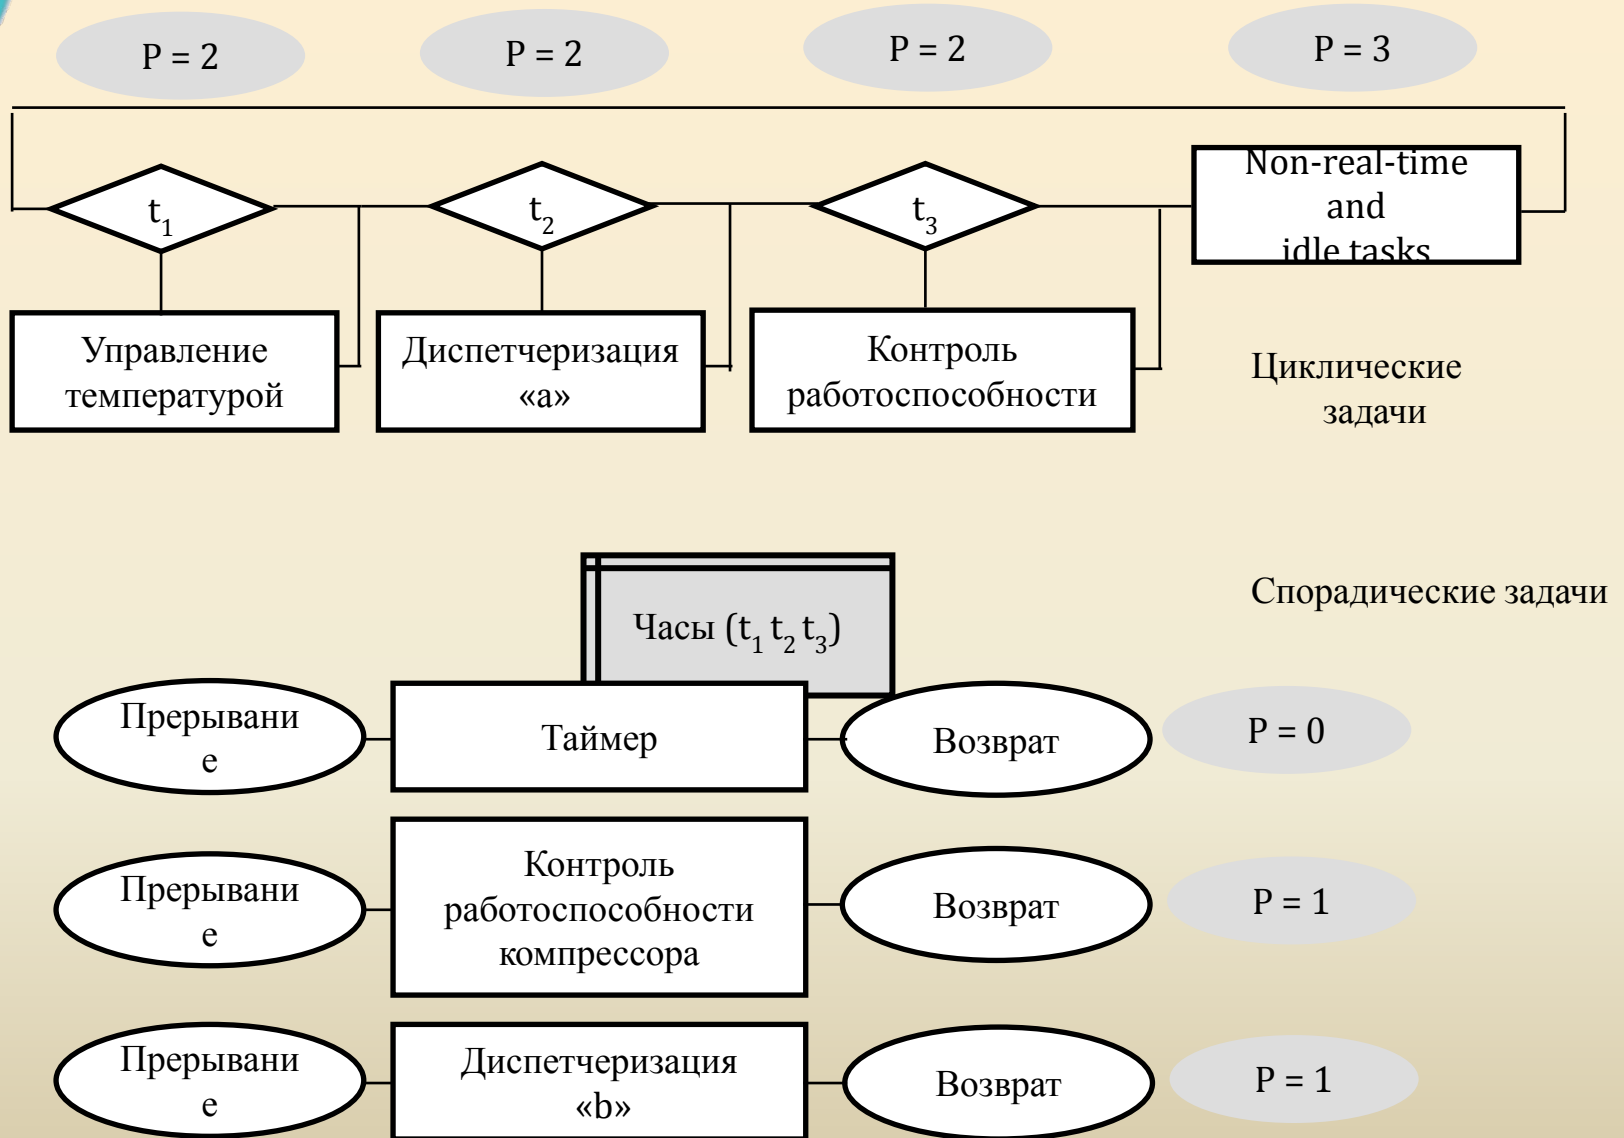 P = 2
P = 2
P = 2
P = 3
t1
t2
t3
Non-real-time
and
idle tasks
Управление
температурой
Диспетчеризация
«a»
Контроль
работоспособности
Циклические
задачи
Спорадические задачи
Часы (t1 t2 t3)
Прерывани
е
Таймер
Возврат
P = 0
Прерывани
е
Контроль
работоспособности
компрессора
Возврат
P = 1
Прерывани
е
Диспетчеризация
«b»
Возврат
P = 1